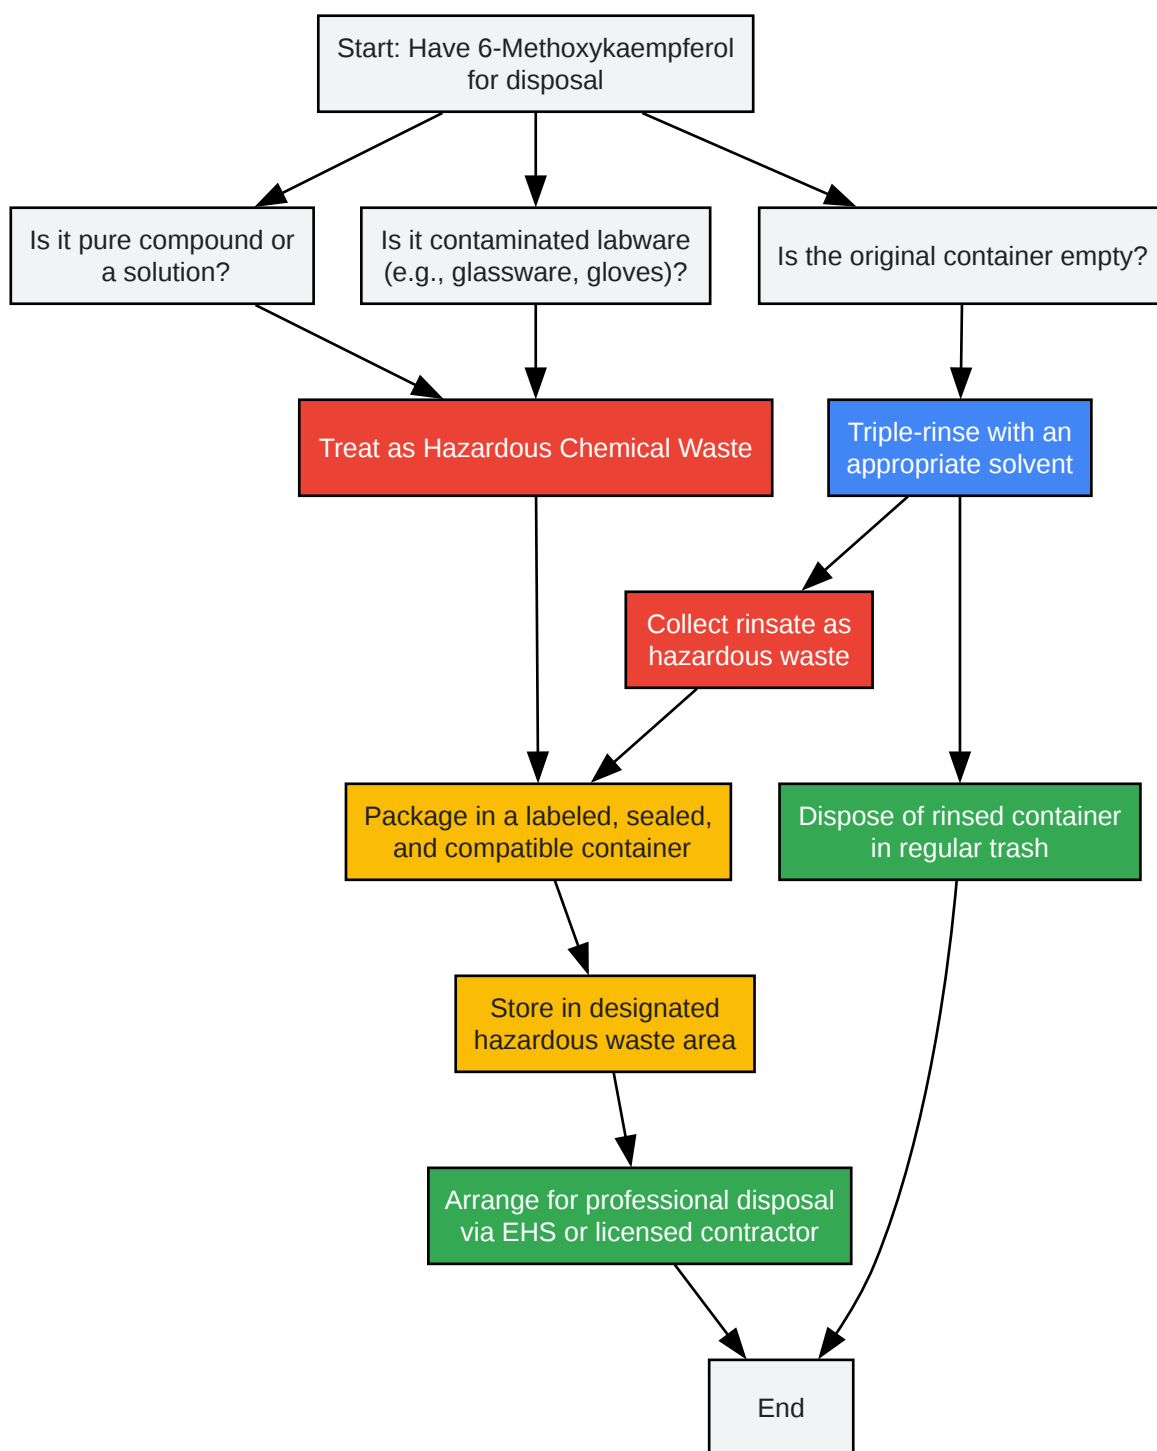 Start: Have 6-Methoxykaempferol
for disposal
Is it pure compound or
a solution?
Is it contaminated labware
(e.g., glassware, gloves)?
Is the original container empty?
Treat as Hazardous Chemical Waste
Triple-rinse with an
appropriate solvent
Collect rinsate as
hazardous waste
Package in a labeled, sealed,
and compatible container
Dispose of rinsed container
in regular trash
Store in designated
hazardous waste area
Arrange for professional disposal
via EHS or licensed contractor
End